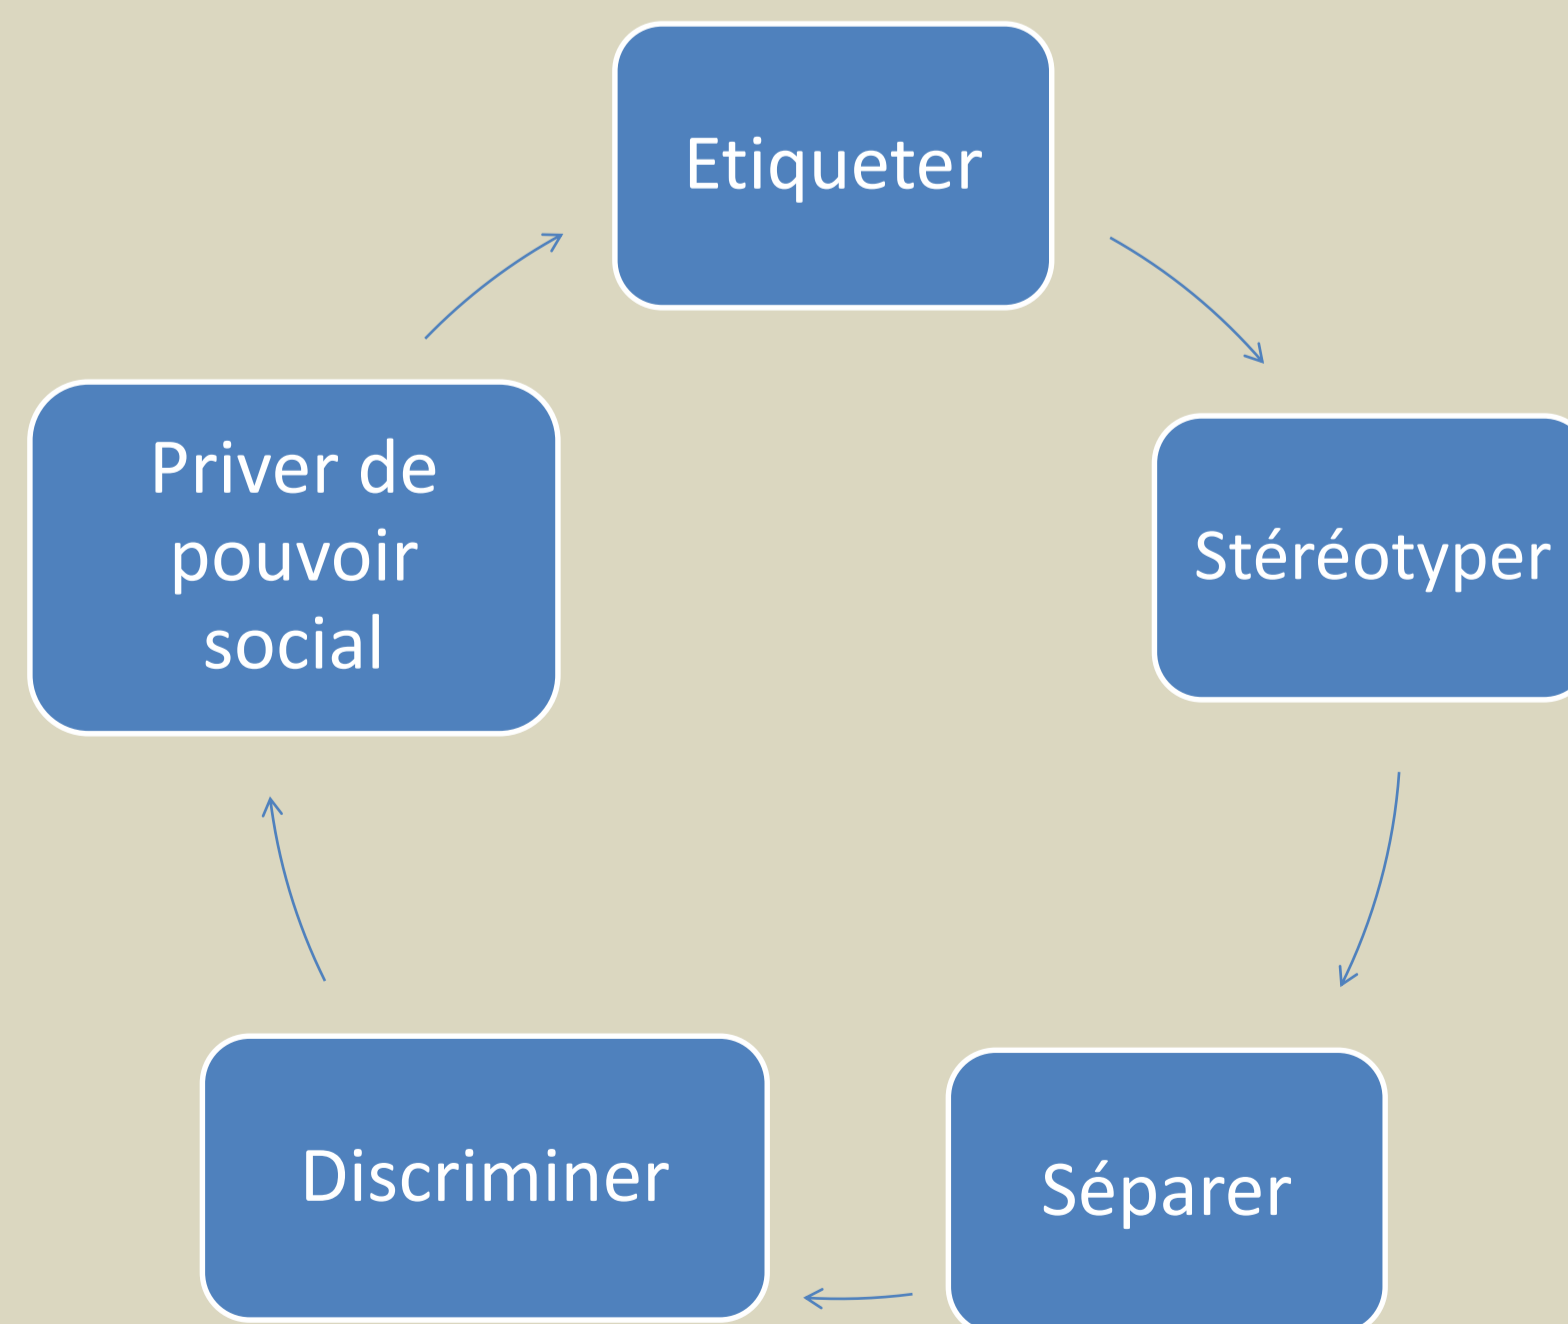 Etiqueter
Stéréotyper
Séparer
Discriminer
Priver de
pouvoir
social